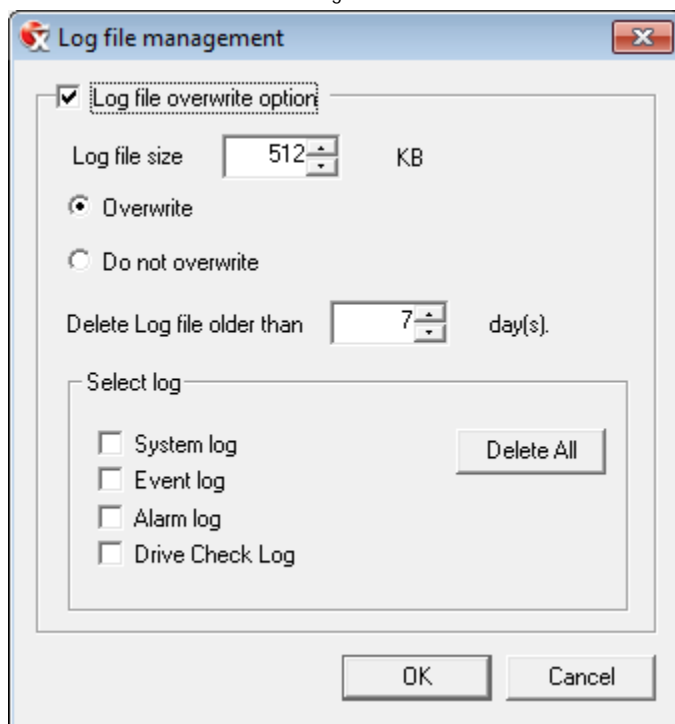 Log file management
Log file overwrite option
Log file size 512 KB
Overwrite
Do not overwrite
Delete Log file older than 7 day(s).
Select log
System log
Delete All
Event log
Alarm log
Drive Check Log
OK Cancel